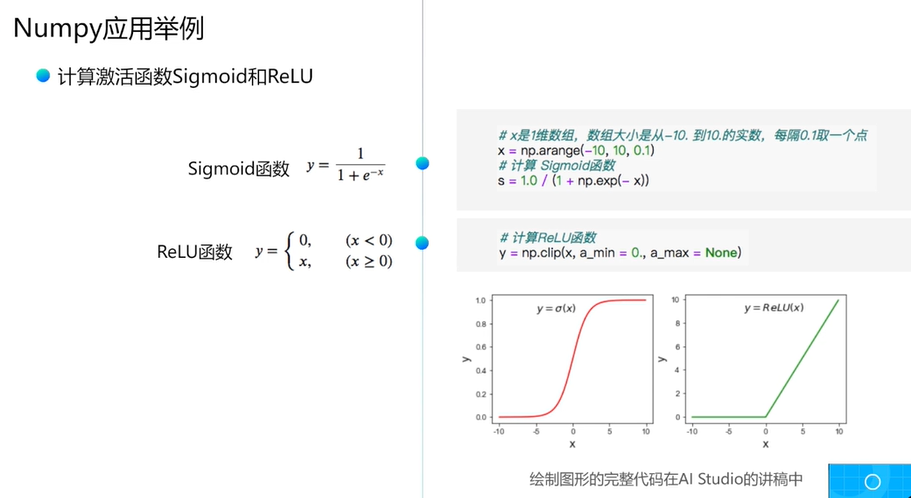 Numpy应用举例
计算激活函数Sigmoid和ReLU
Sigmoid函数 y = 1 / (1 + e^{-x})
# x是1维数组，数组大小是从-10. 到10.的实数，每隔0.1取一个点
x = np.arange(-10, 10, 0.1)
# 计算 Sigmoid函数
s = 1.0 / (1 + np.exp(- x))
ReLU函数 y = { 0, (x < 0)
x, (x ≥ 0)
# 计算ReLU函数
y = np.clip(x, a_min = 0., a_max = None)
y = σ(x)
1.0
0.8
0.6
0.4
0.2
0.0
y
-10 -5 0 5 10
x
y = ReLU(x)
10
8
6
4
2
0
y
-10 -5 0 5 10
x
绘制图形的完整代码在AI Studio的讲稿中